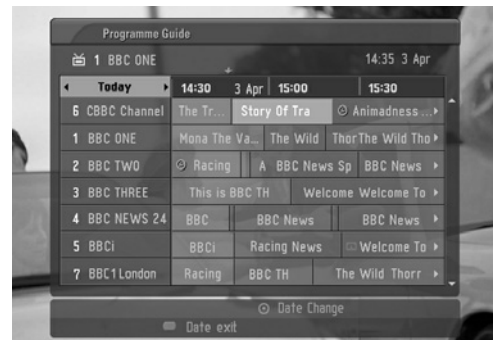 Programme Guide
1 BBC ONE 14:35 3 Apr
Today 14:30 3 Apr 15:00 15:30
6 CBBC Channel The Tr... Story Of Tra Animadness ...
1 BBC ONE Mona The Va... The Wild Thor The Wild Tho
2 BBC TWO Racing A BBC News Sp BBC News
3 BBC THREE This is BBC TH Welcome Welcome To
4 BBC NEWS 24 BBC BBC News BBC News
5 BBCi BBCi Racing News Welcome To
7 BBC1 London Racing BBC TH The Wild Thorr
Date Change
Date exit